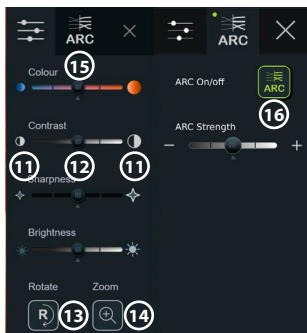 ARC
ARC
15
Colour
ARC On/off
ARC
16
Contrast
ARC Strength
11
12
11
Sharpness
Brightness
Rotate
Zoom
R
13
14